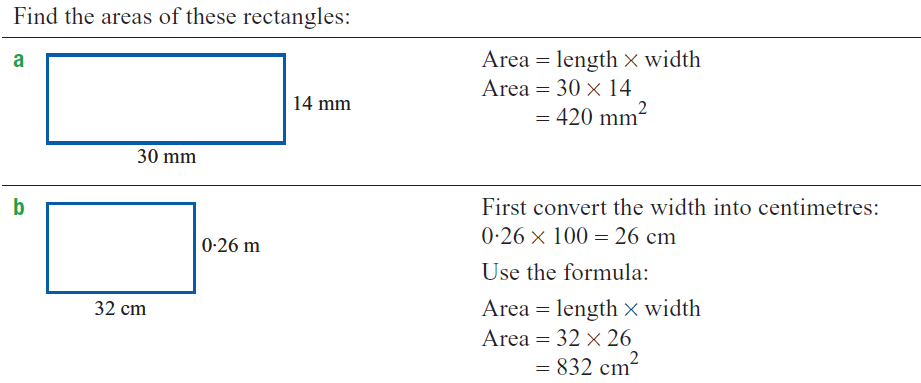 Find the areas of these rectangles:
a
14 mm
30 mm
Area = length × width
Area = 30 × 14
= 420 mm²
b
0·26 m
32 cm
First convert the width into centimetres:
0·26 × 100 = 26 cm
Use the formula:
Area = length × width
Area = 32 × 26
= 832 cm²